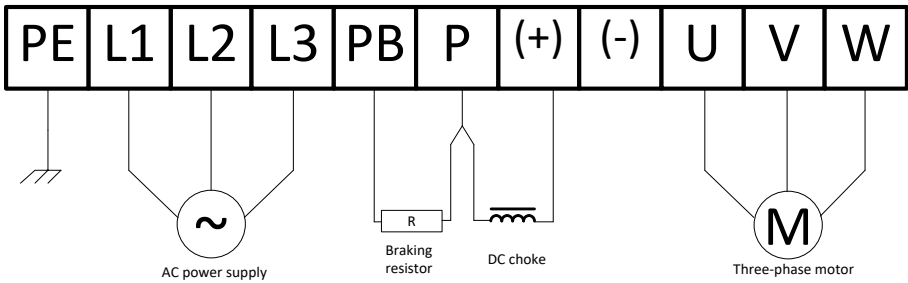 PE L1 L2 L3 PB P (+) (-) U V W
~ R M
Braking
resistor
DC choke
AC power supply
Three-phase motor